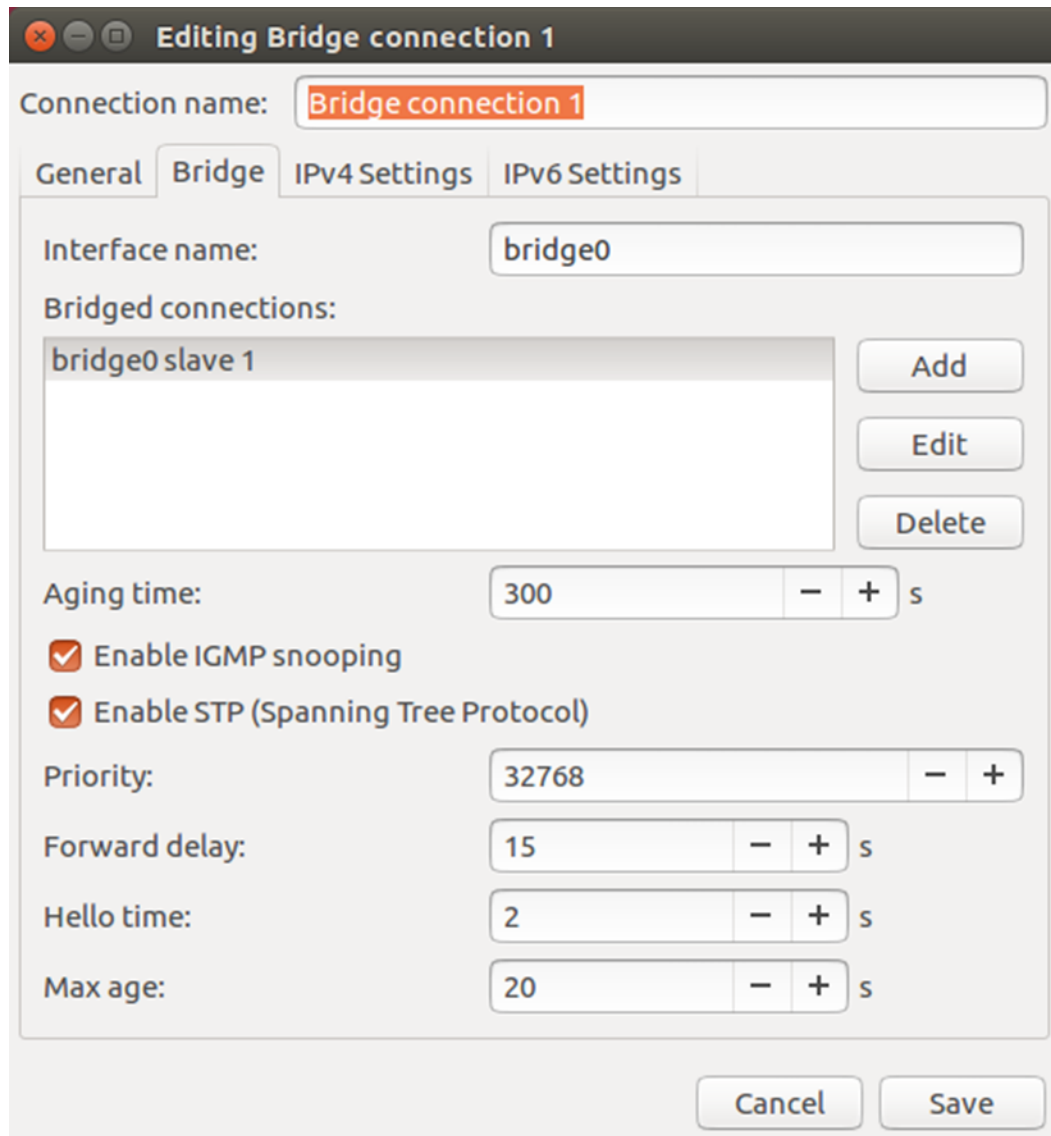 Editing Bridge connection 1
Connection name: Bridge connection 1
General Bridge IPv4 Settings IPv6 Settings
Interface name: bridge0
Bridged connections:
bridge0 slave 1
Add
Edit
Delete
Aging time: 300 − + s
Enable IGMP snooping
Enable STP (Spanning Tree Protocol)
Priority: 32768 − +
Forward delay: 15 − + s
Hello time: 2 − + s
Max age: 20 − + s
Cancel Save